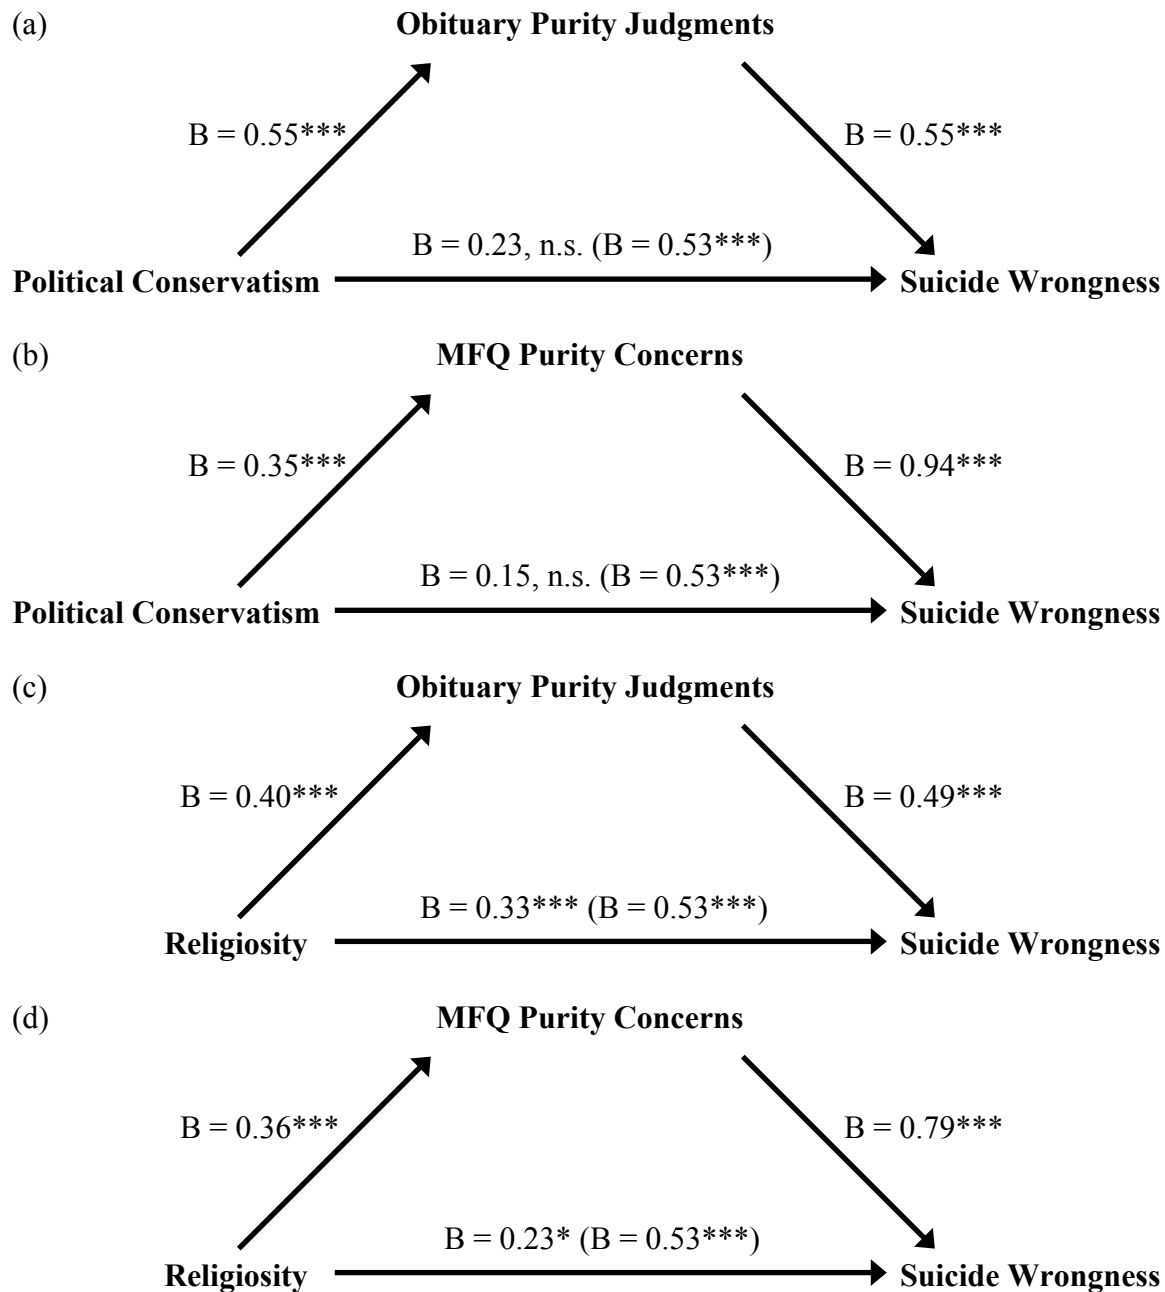 (a) Obituary Purity Judgments
B = 0.55*** B = 0.55***
B = 0.23, n.s. (B = 0.53***)
Political Conservatism Suicide Wrongness
(b) MFQ Purity Concerns
B = 0.35*** B = 0.94***
B = 0.15, n.s. (B = 0.53***)
Political Conservatism Suicide Wrongness
(c) Obituary Purity Judgments
B = 0.40*** B = 0.49***
B = 0.33*** (B = 0.53***)
Religiosity Suicide Wrongness
(d) MFQ Purity Concerns
B = 0.36*** B = 0.79***
B = 0.23* (B = 0.53***)
Religiosity Suicide Wrongness